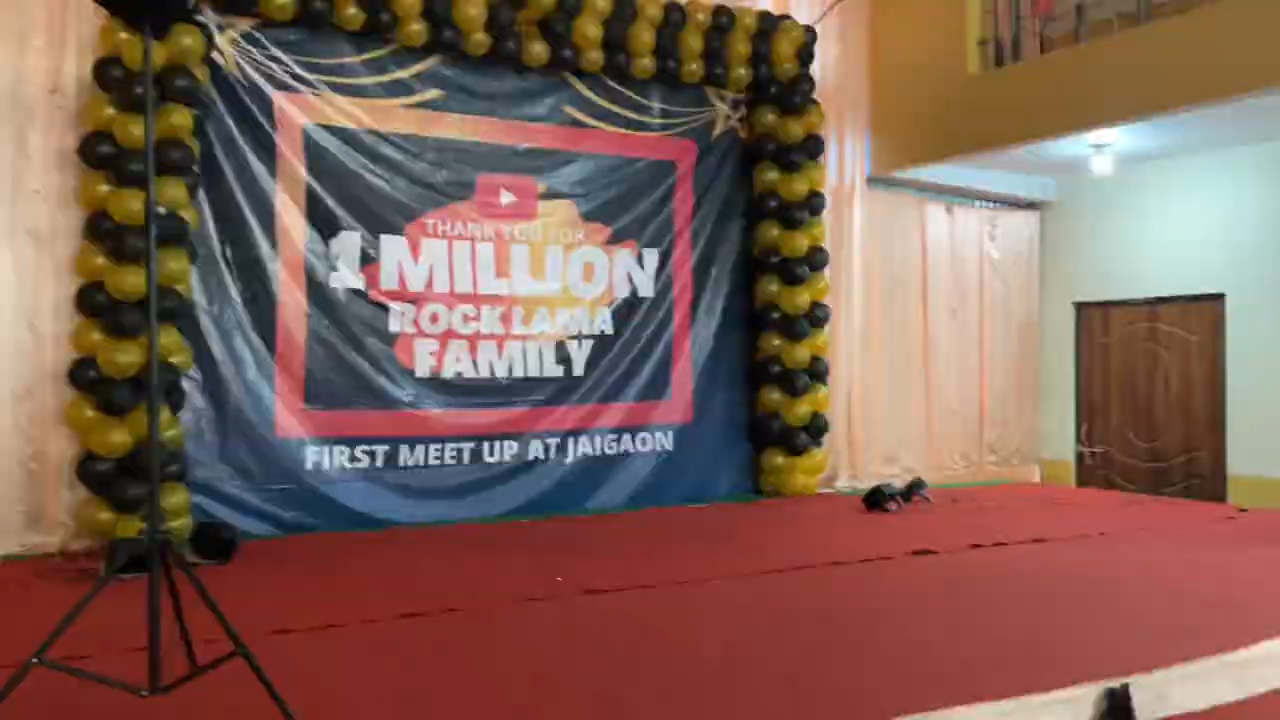 THANK YOU FOR
1 MILLION
ROCK LAMA
FAMILY
FIRST MEET UP AT JAIGAON